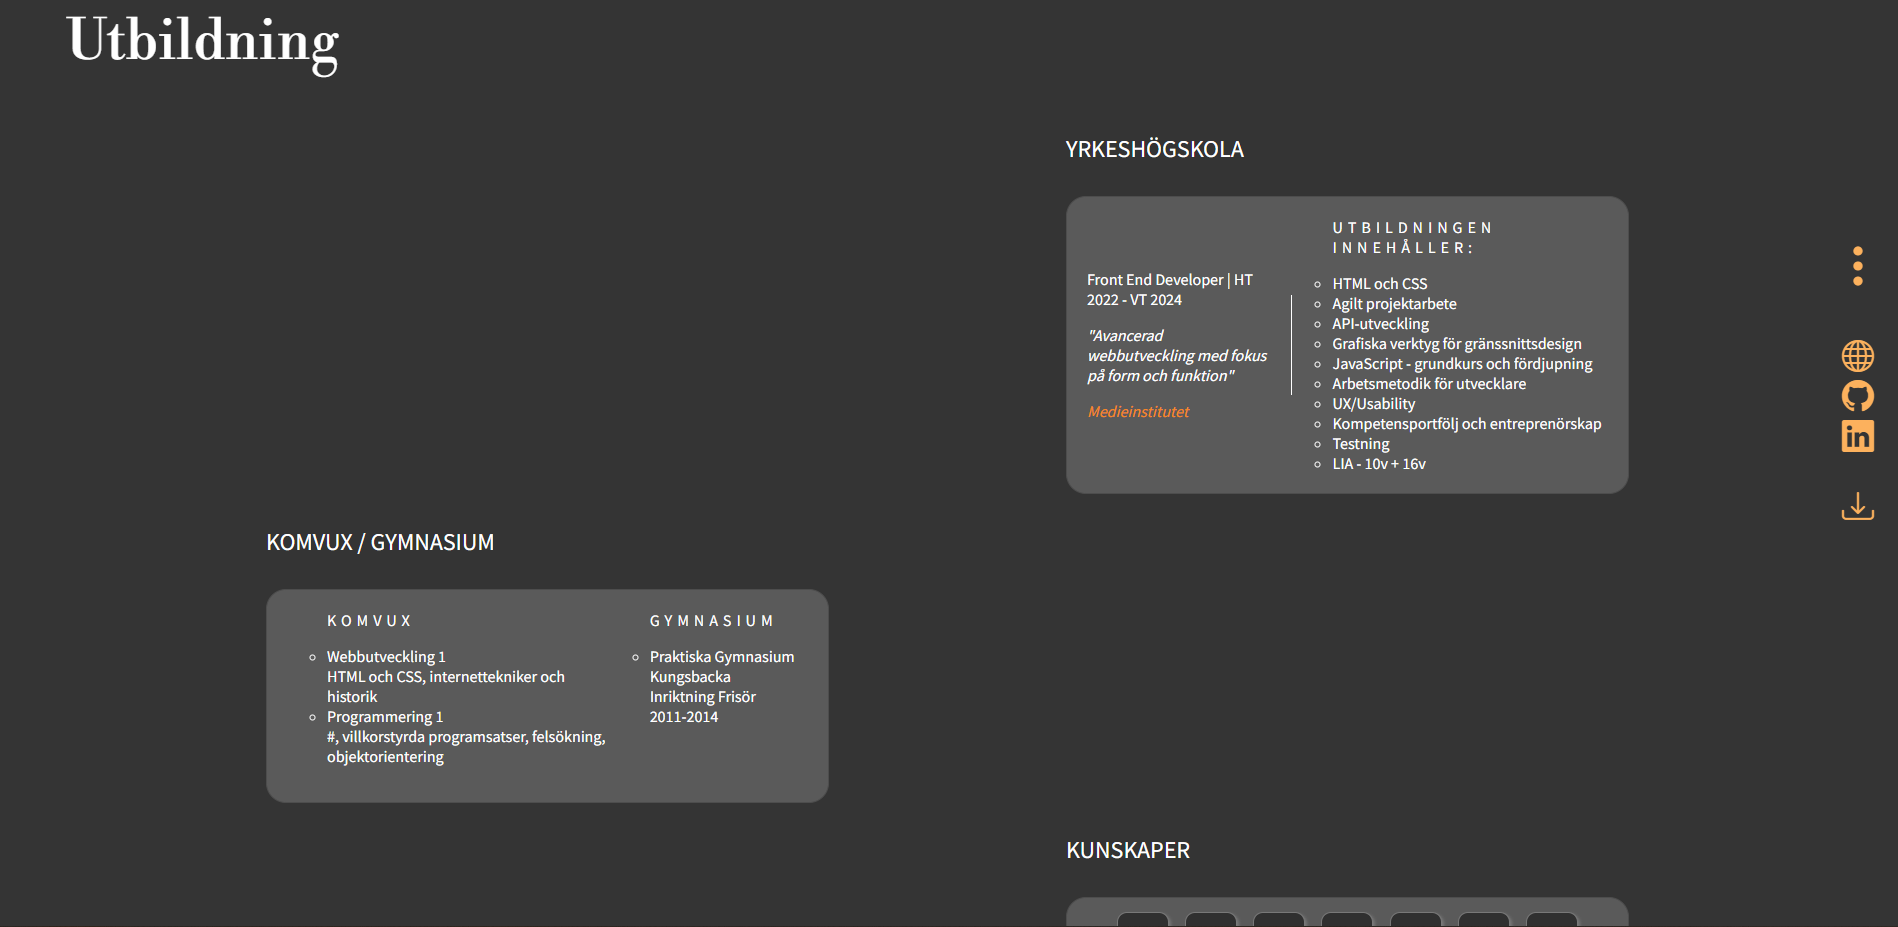 Utbildning
YRKESHÖGSKOLA
Front End Developer | HT
2022 - VT 2024
"Avancerad
webbutveckling med fokus
på form och funktion"
Medieinstitutet
UTBILDNINGEN
INNEHÅLLER:
HTML och CSS
Agilt projektarbete
API-utveckling
Grafiska verktyg för gränssnittsdesign
JavaScript - grundkurs och fördjupning
Arbetsmetodik för utvecklare
UX/Usability
Kompetensportfölj och entreprenörskap
Testning
LIA - 10v + 16v
in
KOMVUX / GYMNASIUM
KOMVUX
Webbutveckling 1
HTML och CSS, internettekniker och
historik
Programmering 1
#, villkorstyrda programsatser, felsökning,
objektorientering
GYMNASIUM
Praktiska Gymnasium
Kungsbacka
Inriktning Frisör
2011-2014
KUNSKAPER